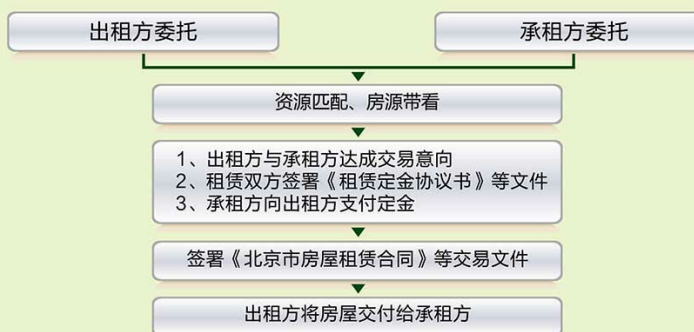 出租方委托
承租方委托
资源匹配、房源带看
1、出租方与承租方达成交易意向
2、租赁双方签署《租赁定金协议书》等文件
3、承租方向出租方支付定金
签署《北京市房屋租赁合同》等交易文件
出租方将房屋交付给承租方